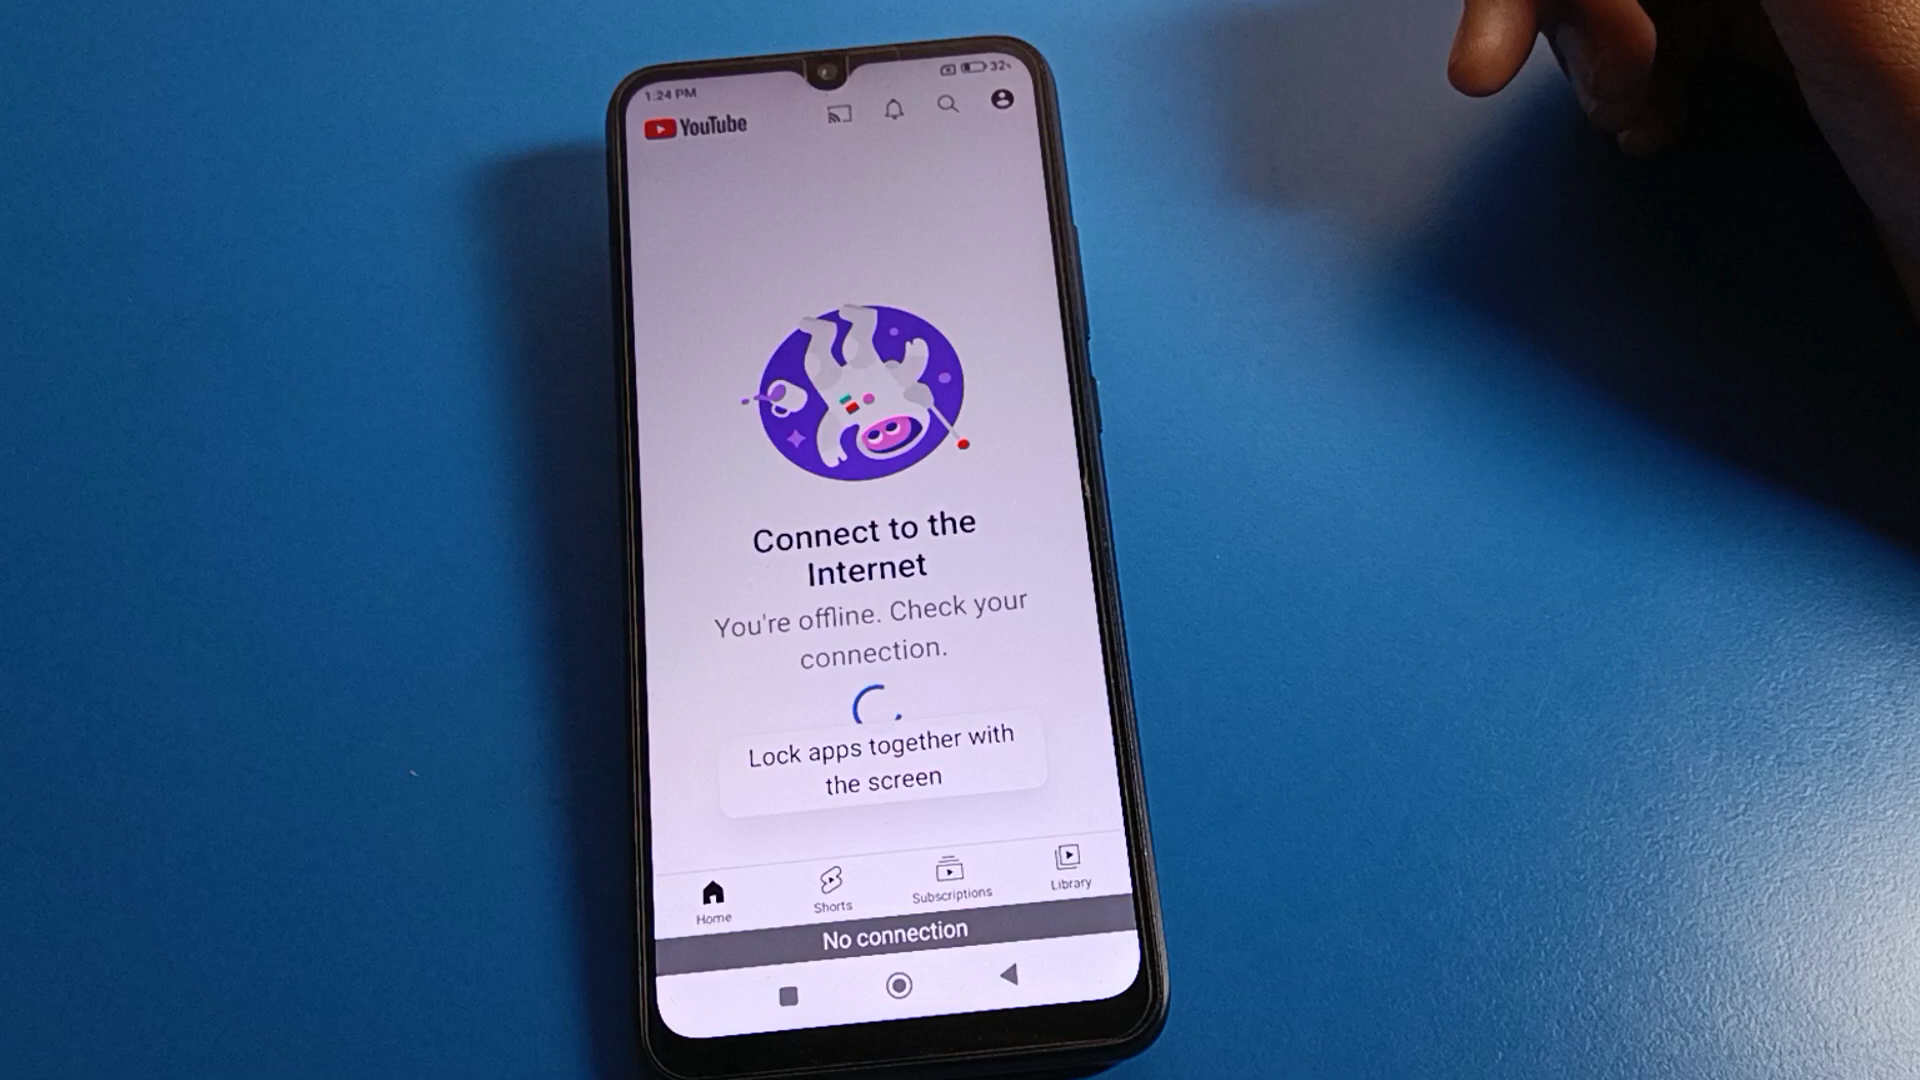 1:24 PM
32
YouTube
Connect to the
Internet
You're offline. Check your
connection.
Lock apps together with
the screen
Home
Shorts
Subscriptions
Library
No connection